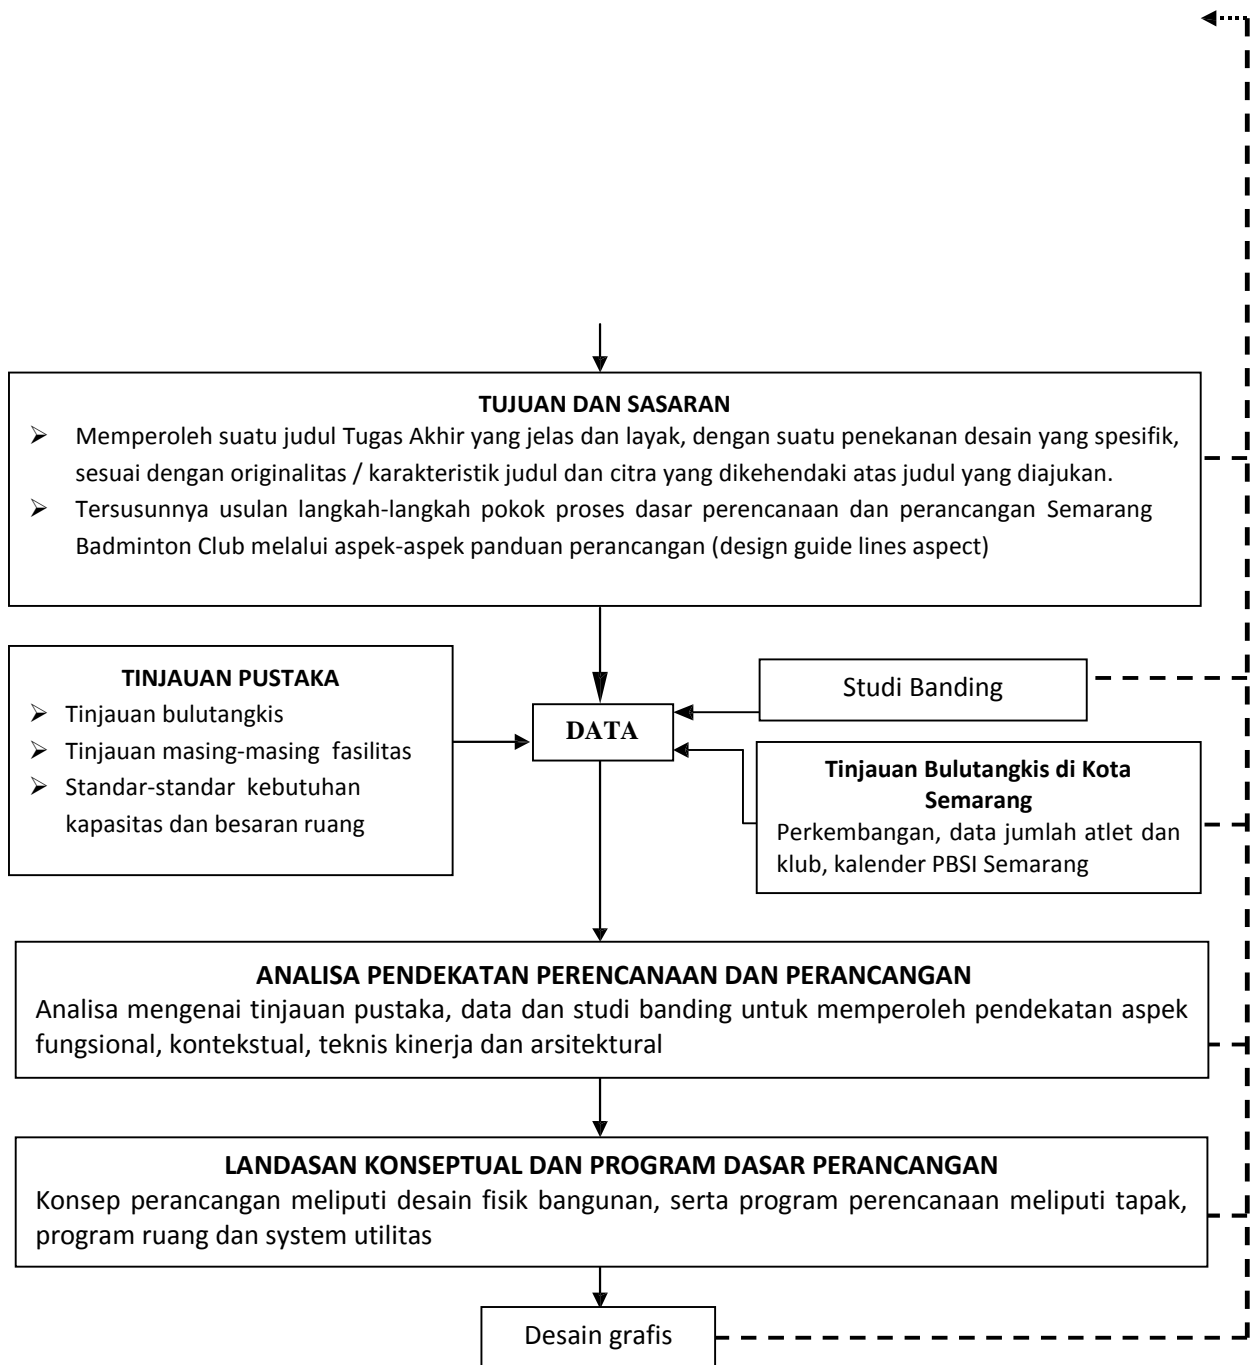 TUJUAN DAN SASARAN
➢ Memperoleh suatu judul Tugas Akhir yang jelas dan layak, dengan suatu penekanan desain yang spesifik,
sesuai dengan originalitas / karakteristik judul dan citra yang dikehendaki atas judul yang diajukan.
➢ Tersusunnya usulan langkah-langkah pokok proses dasar perencanaan dan perancangan Semarang
Badminton Club melalui aspek-aspek panduan perancangan (design guide lines aspect)
TINJAUAN PUSTAKA
➢ Tinjauan bulutangkis
➢ Tinjauan masing-masing fasilitas
➢ Standar-standar kebutuhan
kapasitas dan besaran ruang
DATA
Studi Banding
Tinjauan Bulutangkis di Kota
Semarang
Perkembangan, data jumlah atlet dan
klub, kalender PBSI Semarang
ANALISA PENDEKATAN PERENCANAAN DAN PERANCANGAN
Analisa mengenai tinjauan pustaka, data dan studi banding untuk memperoleh pendekatan aspek
fungsional, kontekstual, teknis kinerja dan arsitektural
LANDASAN KONSEPTUAL DAN PROGRAM DASAR PERANCANGAN
Konsep perancangan meliputi desain fisik bangunan, serta program perencanaan meliputi tapak,
program ruang dan system utilitas
Desain grafis